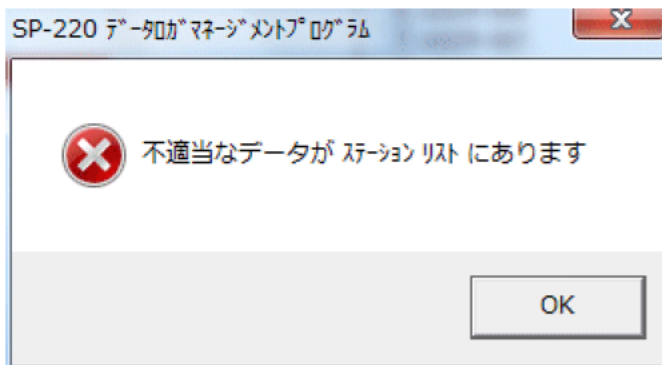 SP-220 ﾃﾞｰﾀﾛｶﾞ ﾏﾈｰｼﾞﾒﾝﾄﾌﾟﾛｸﾞﾗﾑ
不適当なデータが ｽﾃｰｼｮﾝ ﾘｽﾄ にあります
OK